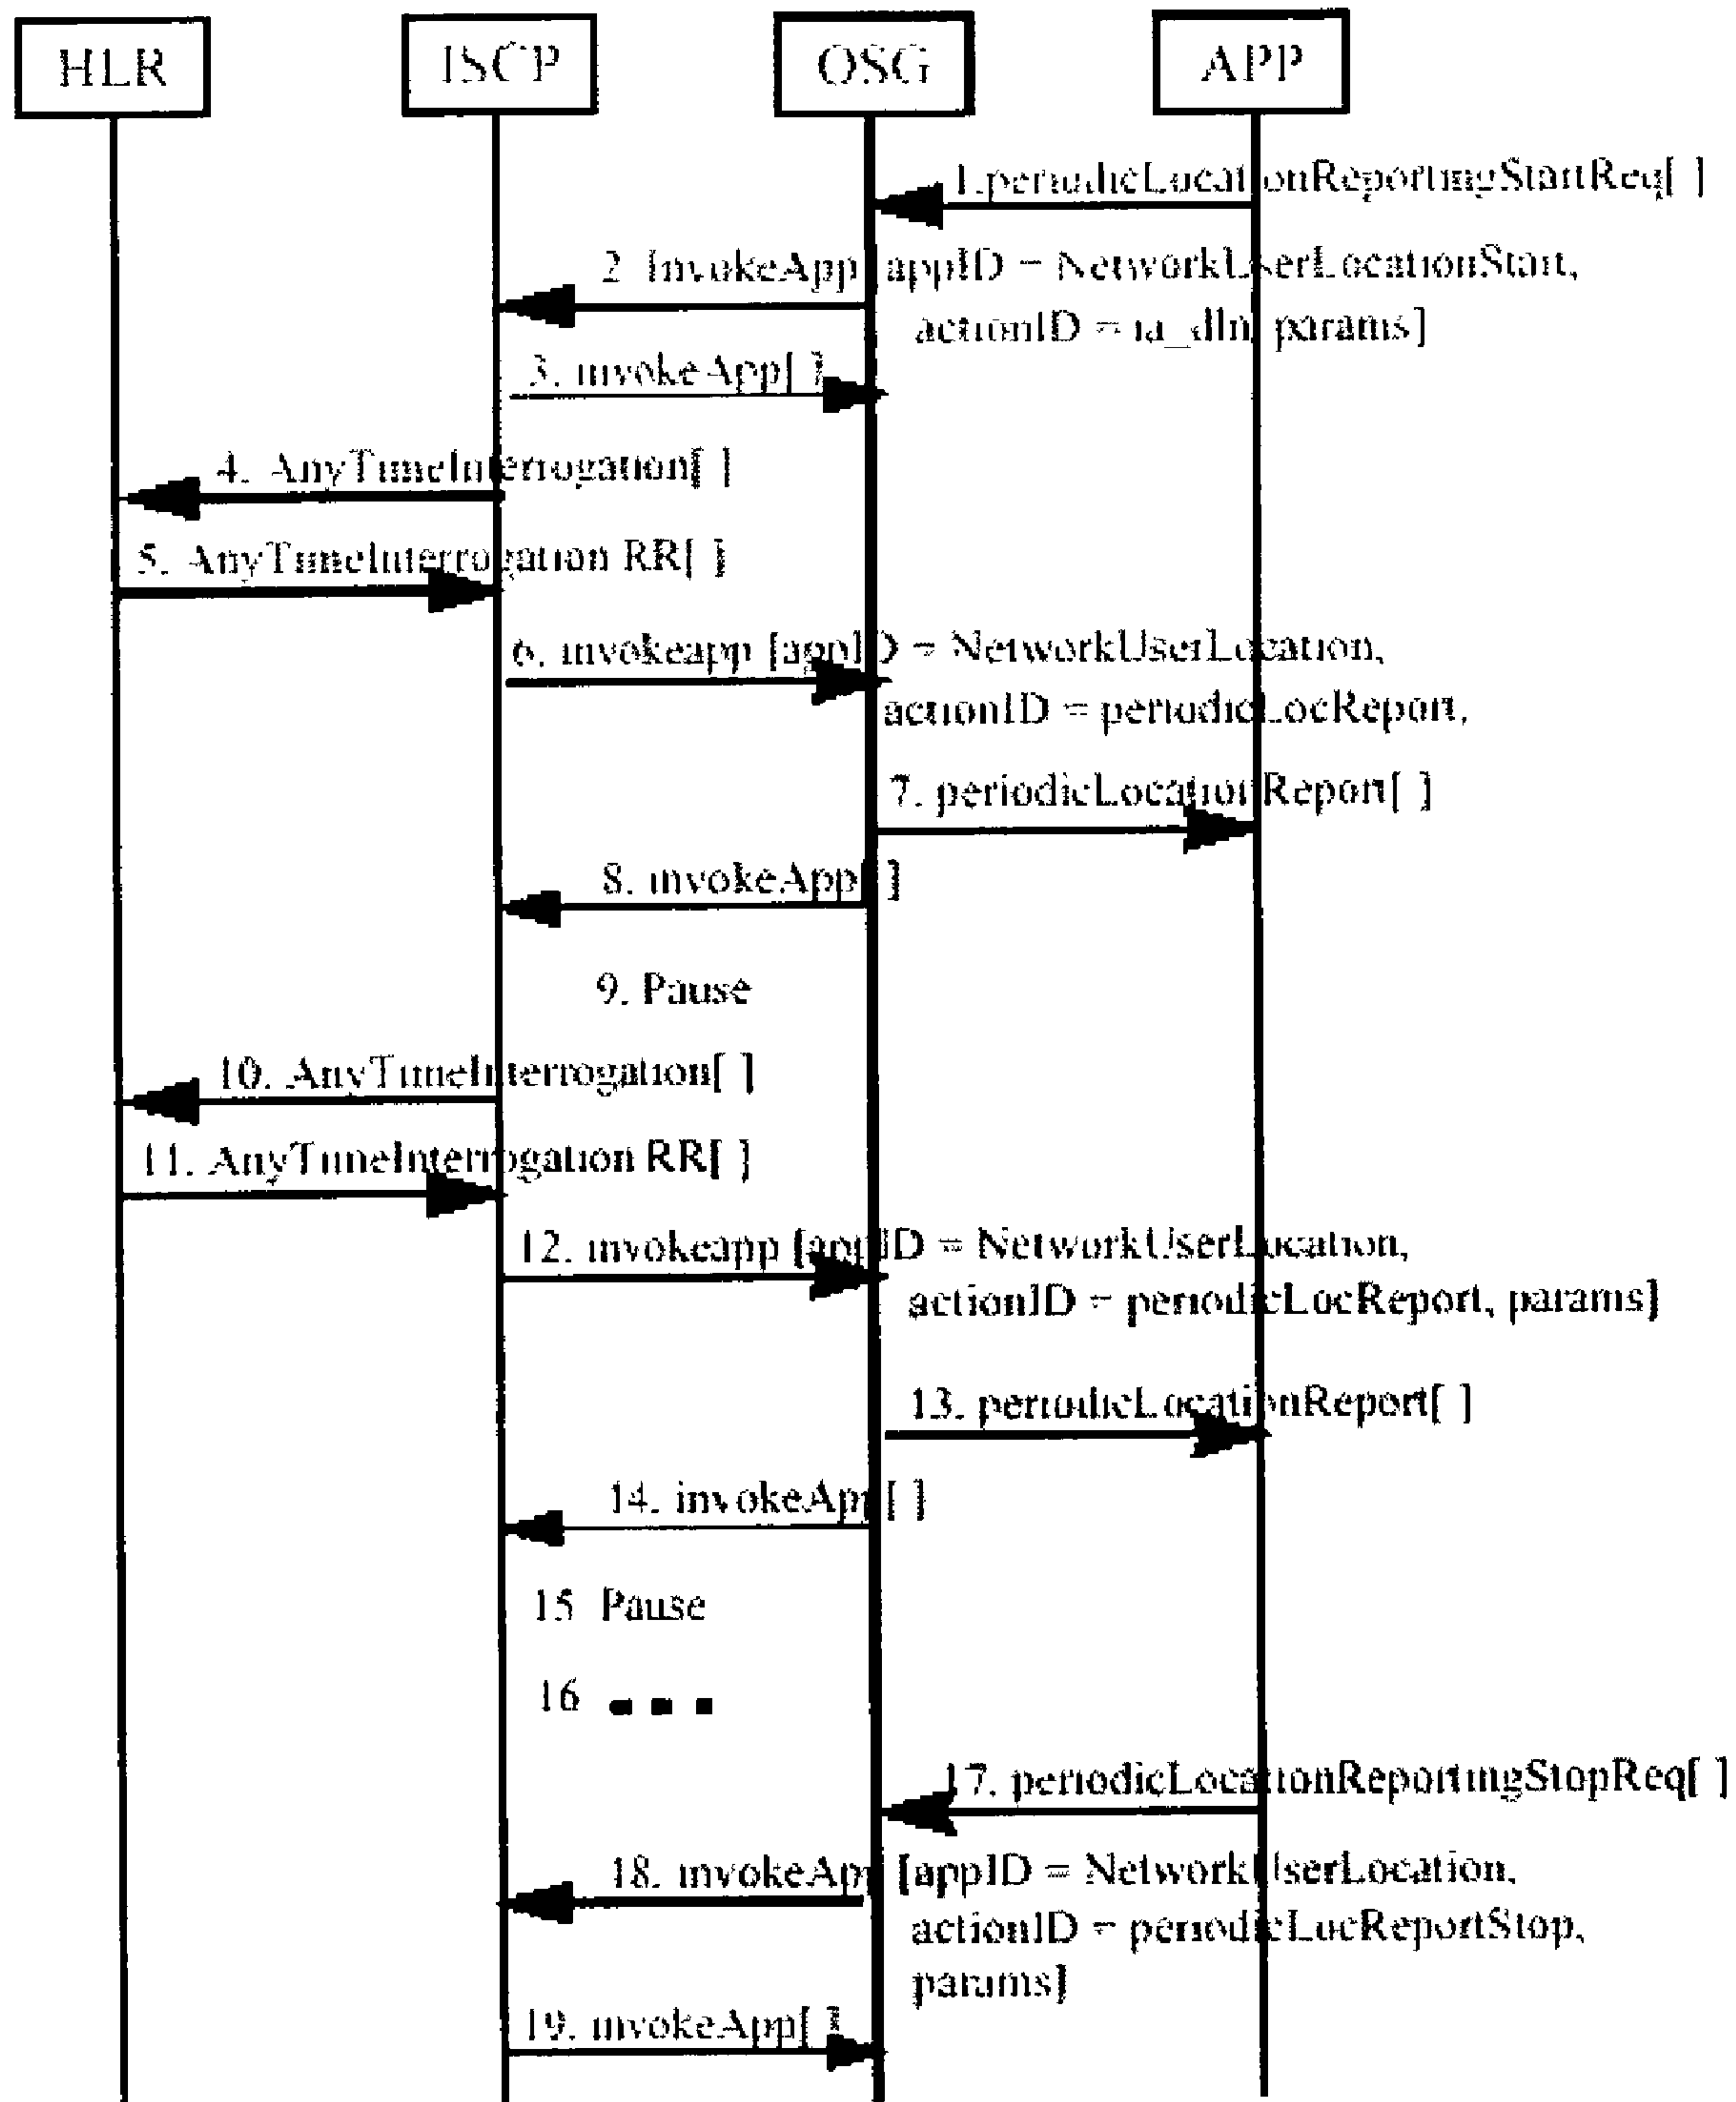 HLR
ISCP
OSG
APP
1.periodicLocationReportingStartReq[ ]
2 InvokeApp appID = NetworkUserLocationStart,
actionID = params]
3. invokeApp[ ]
4. AnyTimeInterrogation[ ]
5. AnyTimeInterrogation RR[ ]
6. invokeapp [appID = NetworkUserLocation,
actionID = periodicLocReport,
7. periodicLocationReport[ ]
8. invokeApp[ ]
9. Pause
10. AnyTimeInterrogation[ ]
11. AnyTimeInterrogation RR[ ]
12. invokeapp [appID = NetworkUserLocation,
actionID = periodicLocReport, params]
13. periodicLocationReport[ ]
14. invokeApp[ ]
15 Pause
16 ...
17. periodicLocationReportingStopReq[ ]
18. invokeApp [appID = NetworkUserLocation,
actionID = periodicLocReportStop,
params]
19. invokeApp[ ]